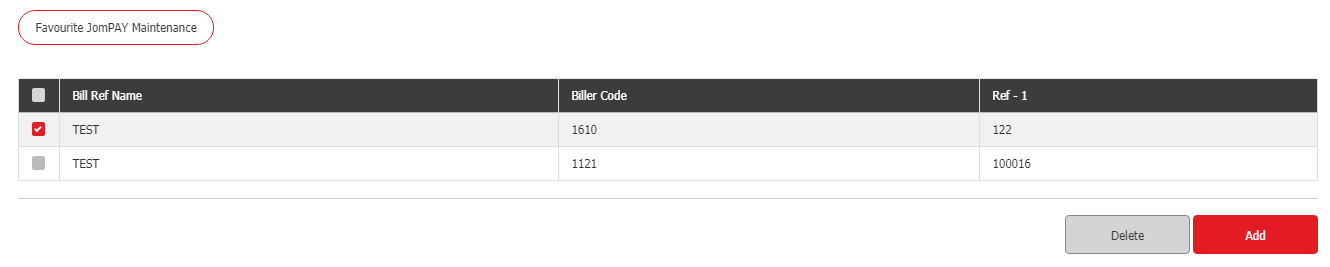 Favourite JomPAY Maintenance
Bill Ref Name Biller Code Ref - 1
TEST 1610 122
TEST 1121 100016
Delete Add